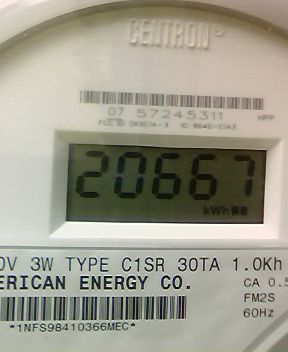 CENTRON®
07 57245311
HPP
20667
kWh
0V 3W TYPE C1SR 30TA 1.0Kh
ERICAN ENERGY CO.
CA 0.5
FM2S
60Hz
*1NFS98410366MEC*